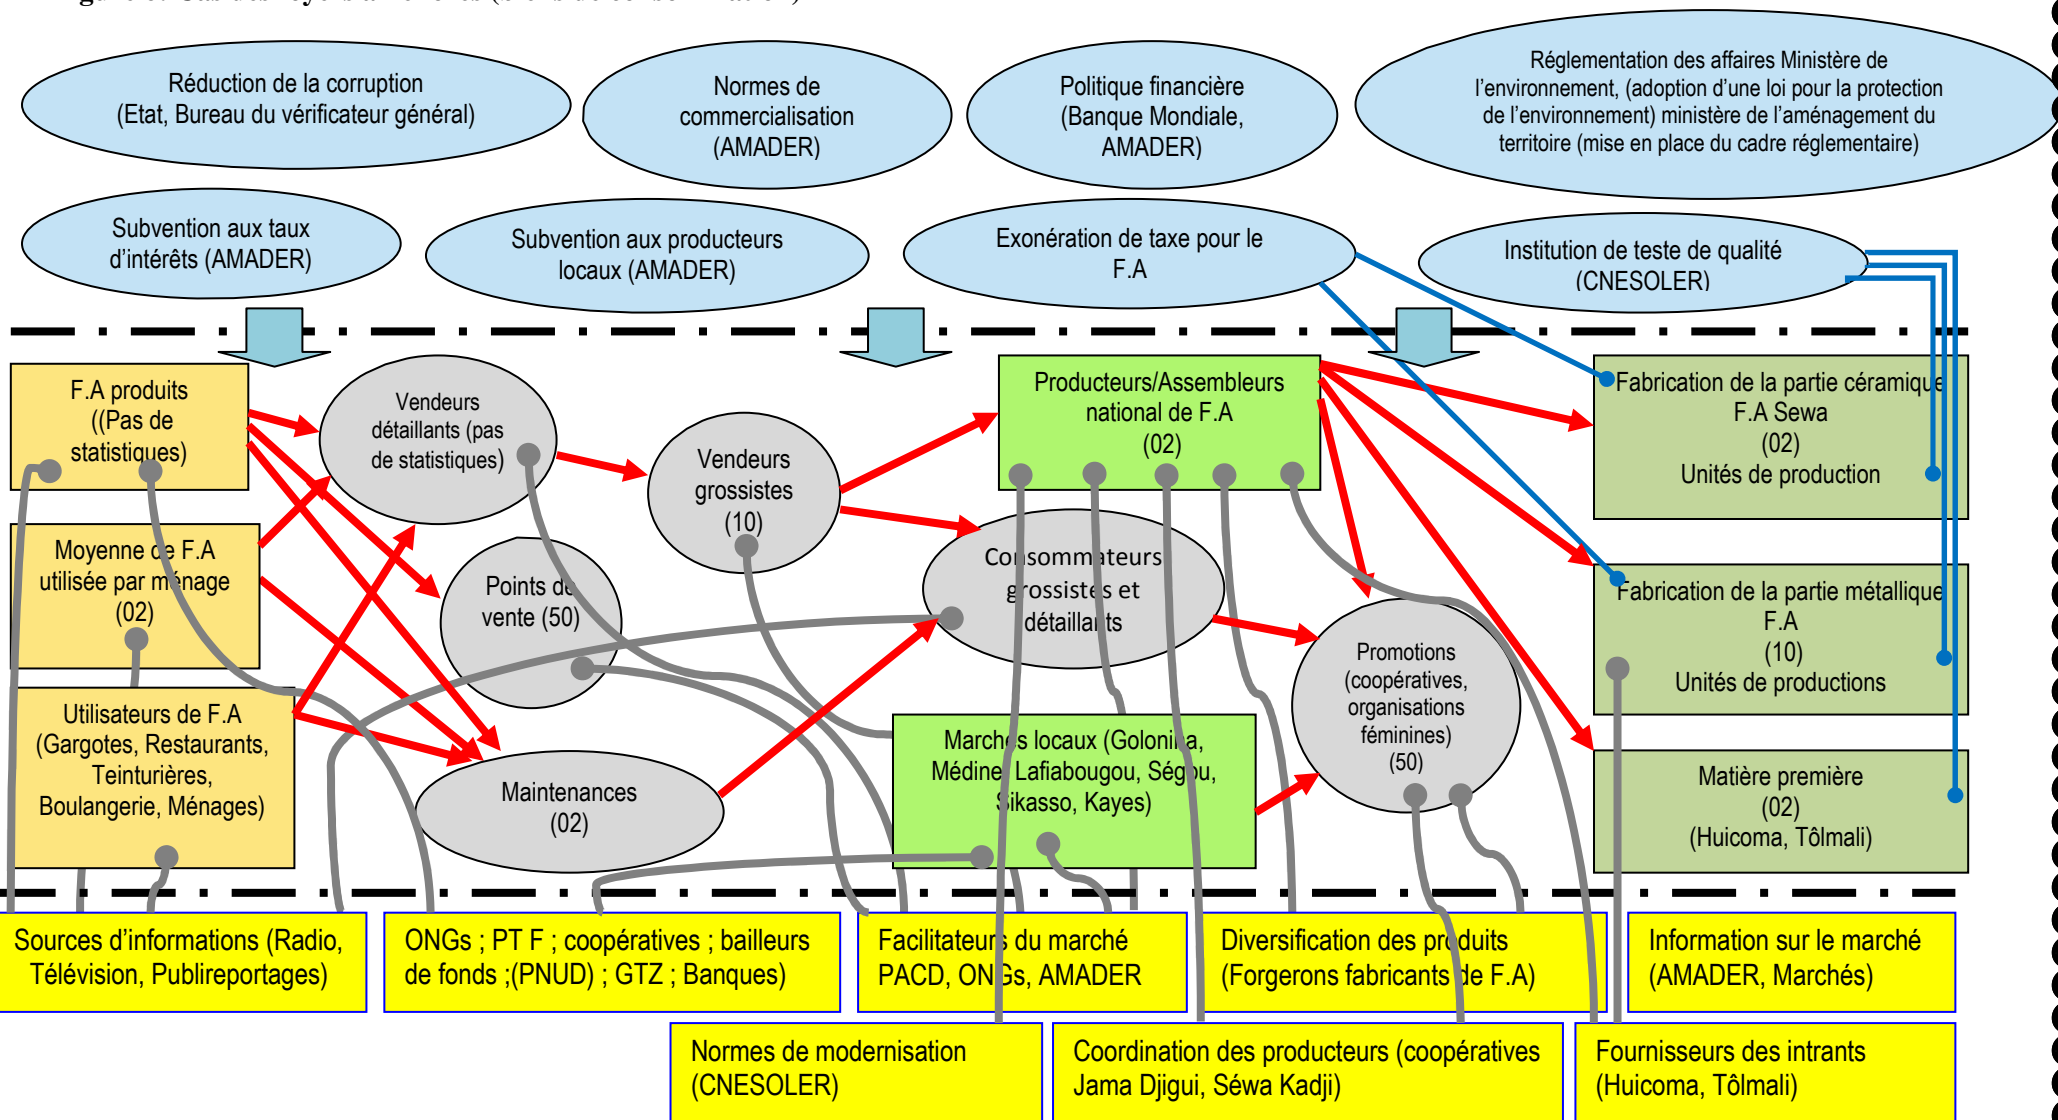 Réduction de la corruption
(Etat, Bureau du vérificateur général)
Normes de
commercialisation
(AMADER)
Politique financière
(Banque Mondiale,
AMADER)
Réglementation des affaires Ministère de
l’environnement, (adoption d’une loi pour la protection
de l’environnement) ministère de l’aménagement du
territoire (mise en place du cadre réglementaire)
Subvention aux taux
d’intérêts (AMADER)
Subvention aux producteurs
locaux (AMADER)
Exonération de taxe pour le
F.A
Institution de teste de qualité
(CNESOLER)
F.A produits
((Pas de
statistiques)
Vendeurs
détaillants (pas
de statistiques)
Vendeurs
grossistes
(10)
Producteurs/Assembleurs
national de F.A
(02)
Fabrication de la partie céramique
F.A Sewa
(02)
Unités de production
Moyenne de F.A
utilisée par ménage
(02)
Points de
vente (50)
Consommateurs
grossistes et
détaillants
Fabrication de la partie métallique
F.A
(10)
Unités de productions
Promotions
(coopératives,
organisations
féminines)
(50)
Utilisateurs de F.A
(Gargotes, Restaurants,
Teinturières,
Boulangerie, Ménages)
Maintenances
(02)
Marchés locaux (Golonina,
Médine, Lafiabougou, Ségou,
Sikasso, Kayes)
Matière première
(02)
(Huicoma, Tôlmali)
Sources d’informations (Radio,
Télévision, Publireportages)
ONGs ; PT F ; coopératives ; bailleurs
de fonds ;(PNUD) ; GTZ ; Banques)
Facilitateurs du marché
PACD, ONGs, AMADER
Diversification des produits
(Forgerons fabricants de F.A)
Information sur le marché
(AMADER, Marchés)
Normes de modernisation
(CNESOLER)
Coordination des producteurs (coopératives
Jama Djigui, Séwa Kadji)
Fournisseurs des intrants
(Huicoma, Tôlmali)